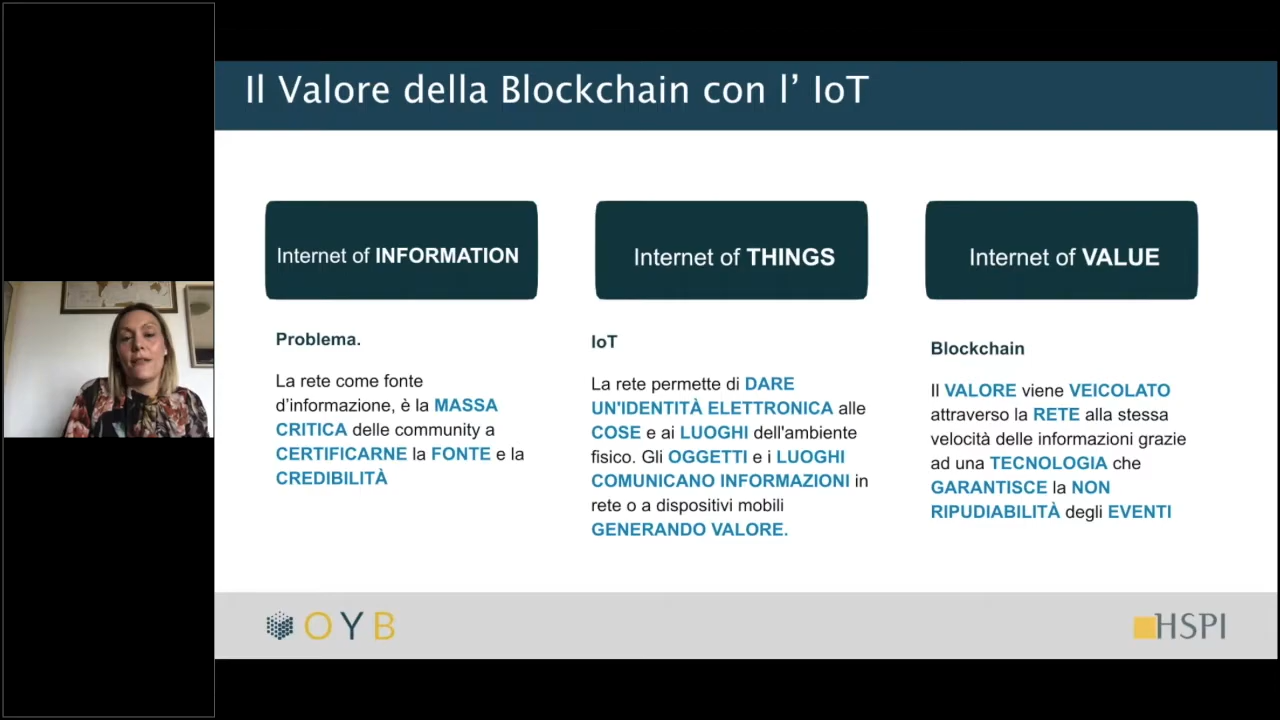 Il Valore della Blockchain con l’ IoT
Internet of INFORMATION
Problema.
La rete come fonte
d’informazione, è la MASSA
CRITICA delle community a
CERTIFICARNE la FONTE e la
CREDIBILITÀ
Internet of THINGS
IoT
La rete permette di DARE
UN'IDENTITÀ ELETTRONICA alle
COSE e ai LUOGHI dell'ambiente
fisico. Gli OGGETTI e i LUOGHI
COMUNICANO INFORMAZIONI in
rete o a dispositivi mobili
GENERANDO VALORE.
Internet of VALUE
Blockchain
Il VALORE viene VEICOLATO
attraverso la RETE alla stessa
velocità delle informazioni grazie
ad una TECNOLOGIA che
GARANTISCE la NON
RIPUDIABILITÀ degli EVENTI
OYB
HSPI